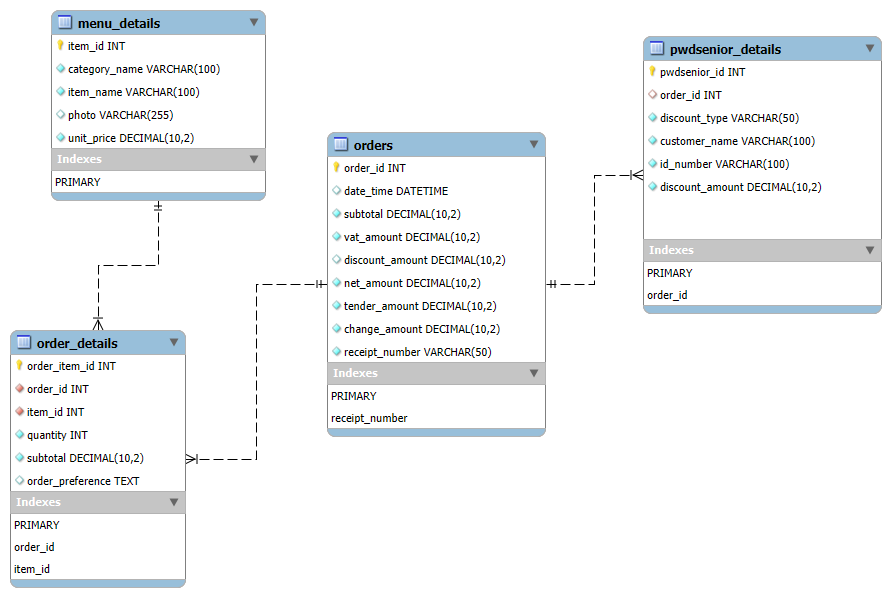 menu_details
item_id INT
category_name VARCHAR(100)
item_name VARCHAR(100)
photo VARCHAR(255)
unit_price DECIMAL(10,2)
Indexes
PRIMARY
order_details
order_item_id INT
order_id INT
item_id INT
quantity INT
subtotal DECIMAL(10,2)
order_preference TEXT
Indexes
PRIMARY
order_id
item_id
orders
order_id INT
date_time DATETIME
subtotal DECIMAL(10,2)
vat_amount DECIMAL(10,2)
discount_amount DECIMAL(10,2)
net_amount DECIMAL(10,2)
tender_amount DECIMAL(10,2)
change_amount DECIMAL(10,2)
receipt_number VARCHAR(50)
Indexes
PRIMARY
receipt_number
pwdsenior_details
pwdsenior_id INT
order_id INT
discount_type VARCHAR(50)
customer_name VARCHAR(100)
id_number VARCHAR(100)
discount_amount DECIMAL(10,2)
Indexes
PRIMARY
order_id